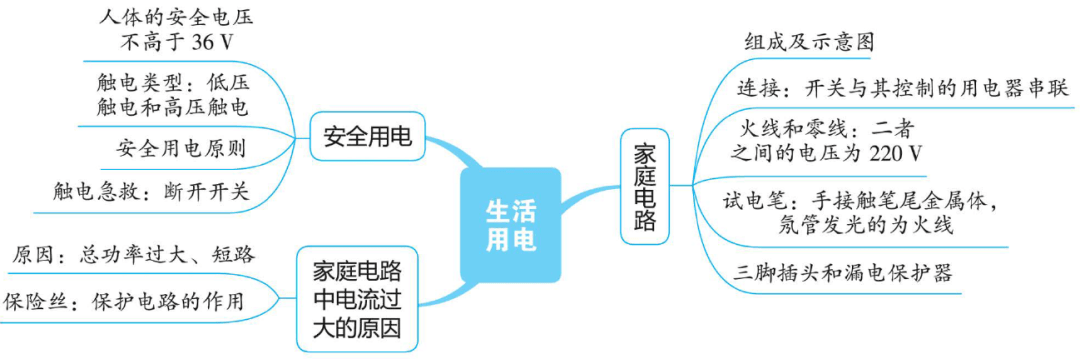 生活
用电
安全用电
人体的安全电压
不高于 36 V
触电类型：低压
触电和高压触电
安全用电原则
触电急救：断开开关
家庭电路
中电流过
大的原因
原因：总功率过大、短路
保险丝：保护电路的作用
家庭电路
组成及示意图
连接：开关与其控制的用电器串联
火线和零线：二者
之间的电压为 220 V
试电笔：手接触笔尾金属体，
氖管发光的为火线
三脚插头和漏电保护器